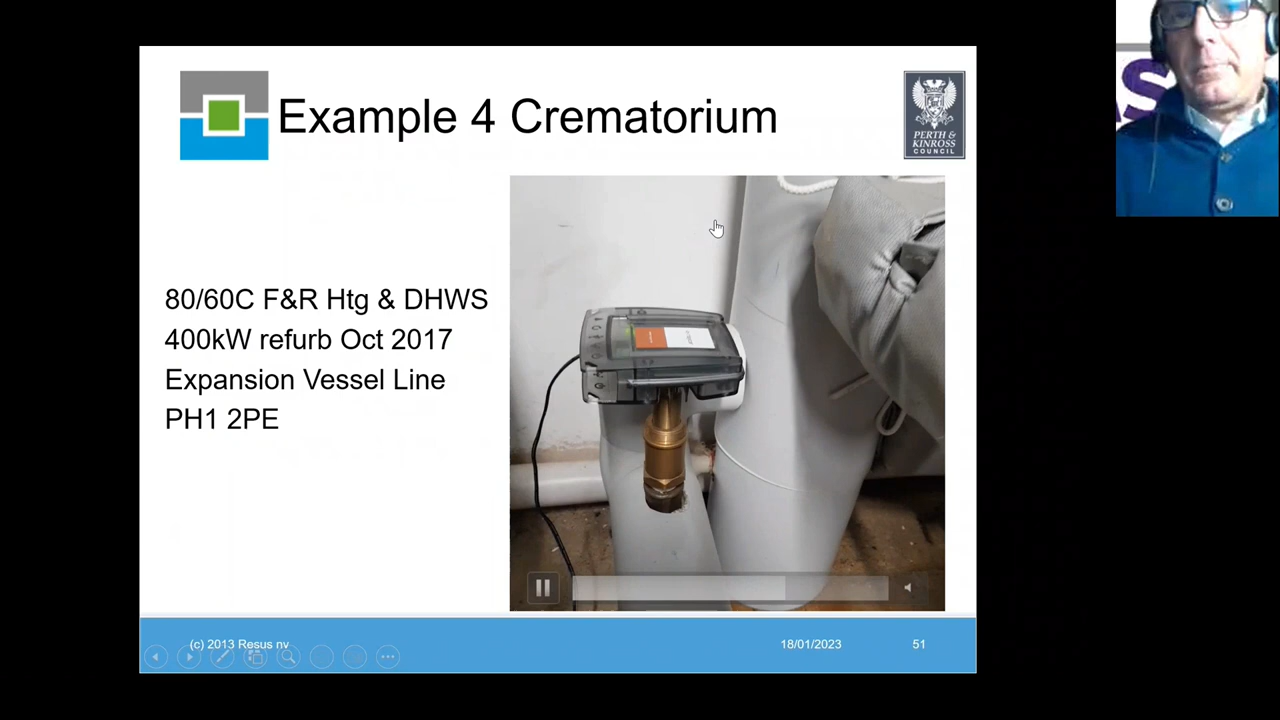 Example 4 Crematorium
PERTH &
KINROSS
COUNCIL
80/60C F&R Htg & DHWS
400kW refurb Oct 2017
Expansion Vessel Line
PH1 2PE
(c) 2013 Resus nv
18/01/2023
51
AS